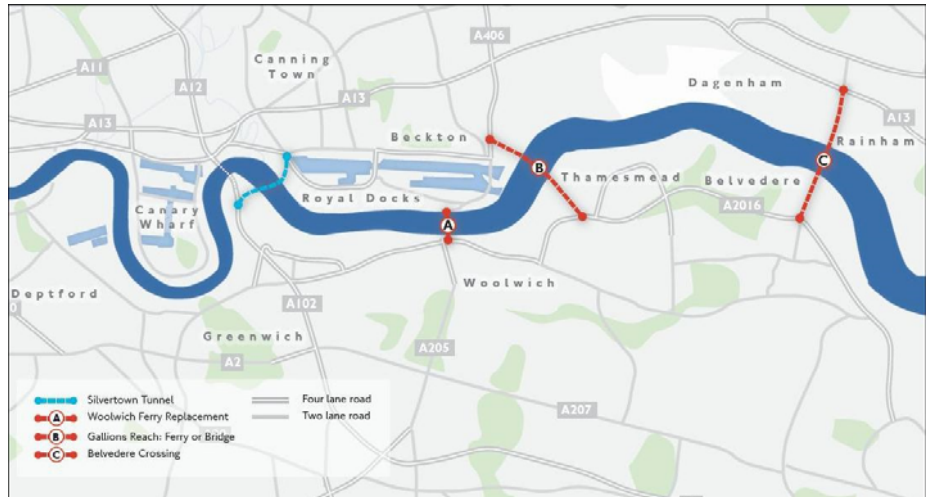 A406
Canning
Town
A11
A12
Dagenham
A13
A13
A13
Beckton
Rainham
C
B
Thamesmead
Belvedere
Royal Docks
A2016
Canary
Wharf
A
Woolwich
Deptford
A102
Greenwich
A205
A2
A207
Silvertown Tunnel
A Woolwich Ferry Replacement
B Gallions Reach: Ferry or Bridge
C Belvedere Crossing
Four lane road
Two lane road